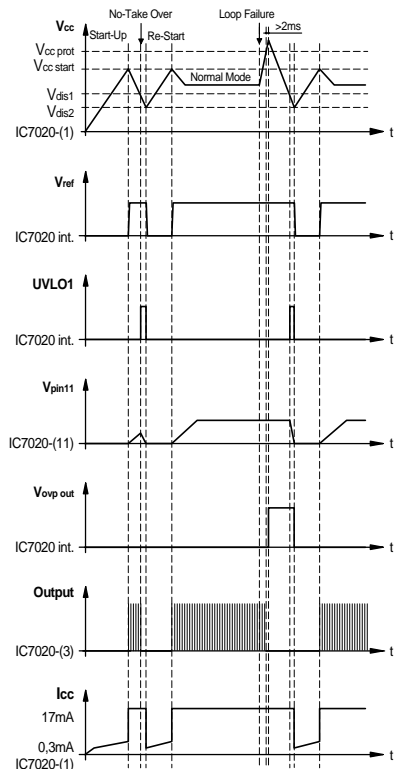 No-Take Over
Loop Failure
Vcc
Start-Up
Re-Start
>2ms
Vcc prot
Vcc start
Normal Mode
Vdis1
Vdis2
IC7020-(1)
t
Vref
IC7020 int.
t
UVLO1
IC7020 int.
t
Vpin11
IC7020-(11)
t
Vovp out
IC7020 int.
t
Output
IC7020-(3)
t
Icc
17mA
0,3mA
IC7020-(1)
t